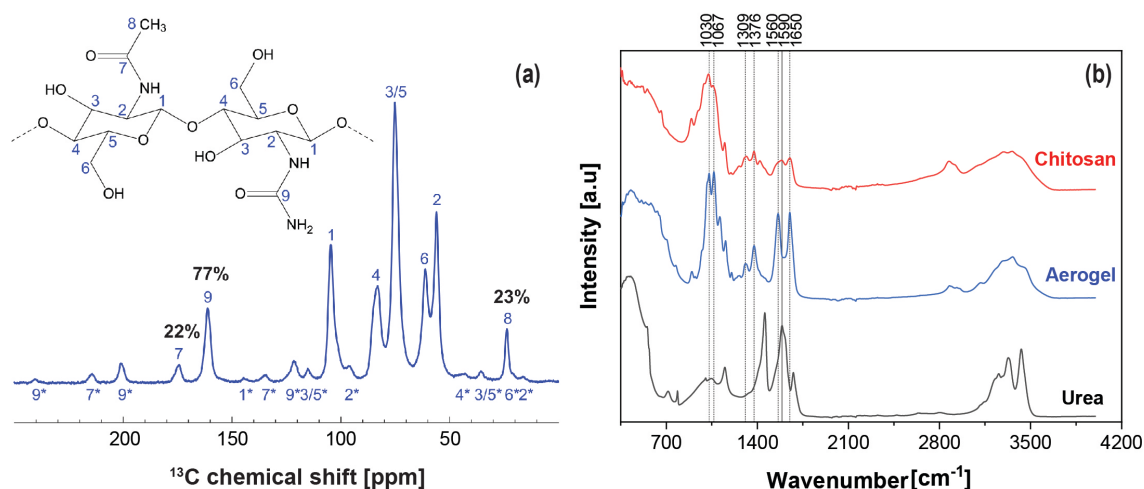 (a)
8
CH3
O
7
NH
HO
3
2
1
O
4
5
O
6
OH
O
OH
6
4
5
O
O
3
2
1
HO
NH
O
9
NH2
3/5
2
1
4
6
77%
9
22%
7
23%
8
9*
7*
9*
1*
7*
9*
3/5*
2*
4*
3/5*
6*
2*
200
150
100
50
13C chemical shift [ppm]
1030
1067
1309
1376
1560
1590
1650
(b)
Chitosan
Aerogel
Urea
Intensity [a.u]
700
1400
2100
2800
3500
4200
Wavenumber [cm-1]